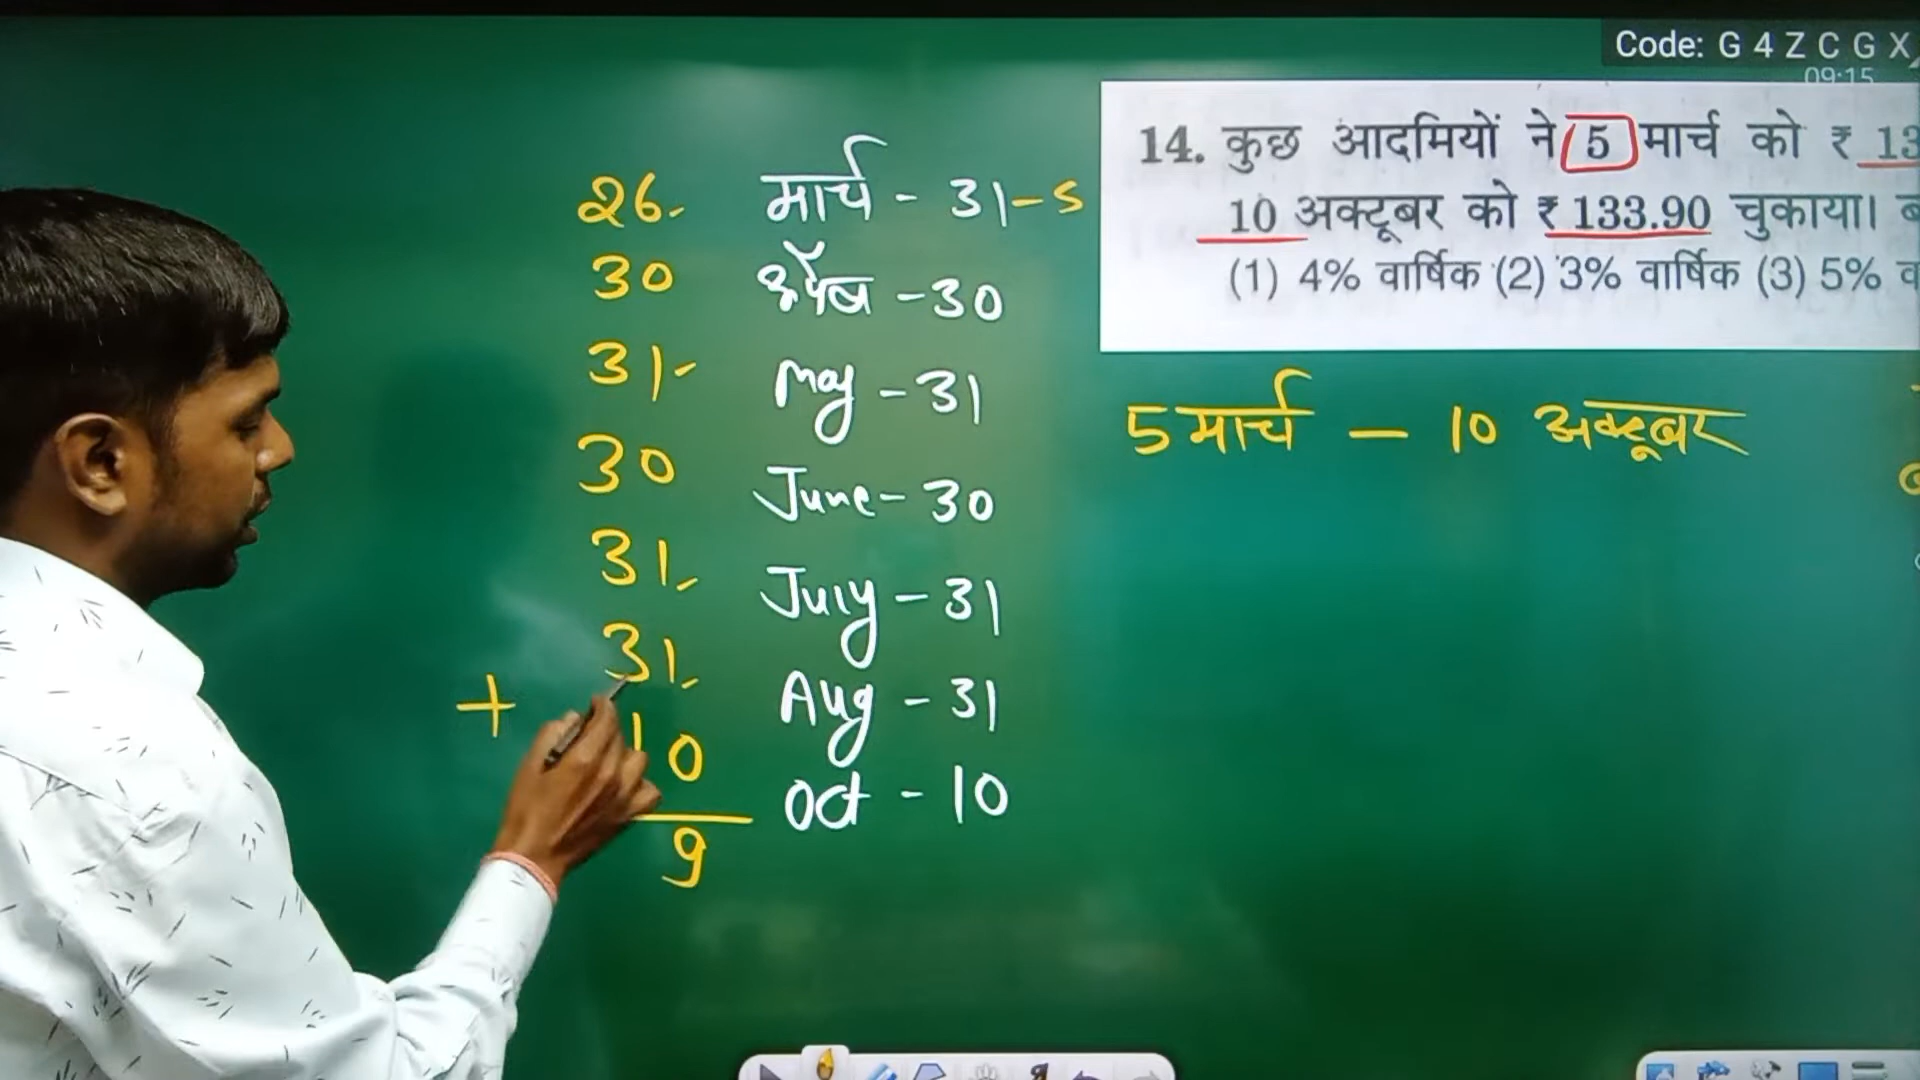 Code: G 4 Z C G X
09:15
14. कुछ आदमियों ने 5 मार्च को ₹ 13
10 अक्टूबर को ₹ 133.90 चुकाया।
(1) 4% वार्षिक (2) 3% वार्षिक (3) 5% व
5 मार्च – 10 अक्टूबर
26 मार्च - 31 - 5
30 - 30
31 May - 31
30 June - 30
31 July - 31
31 Aug - 31
+ 10 Oct - 10
9